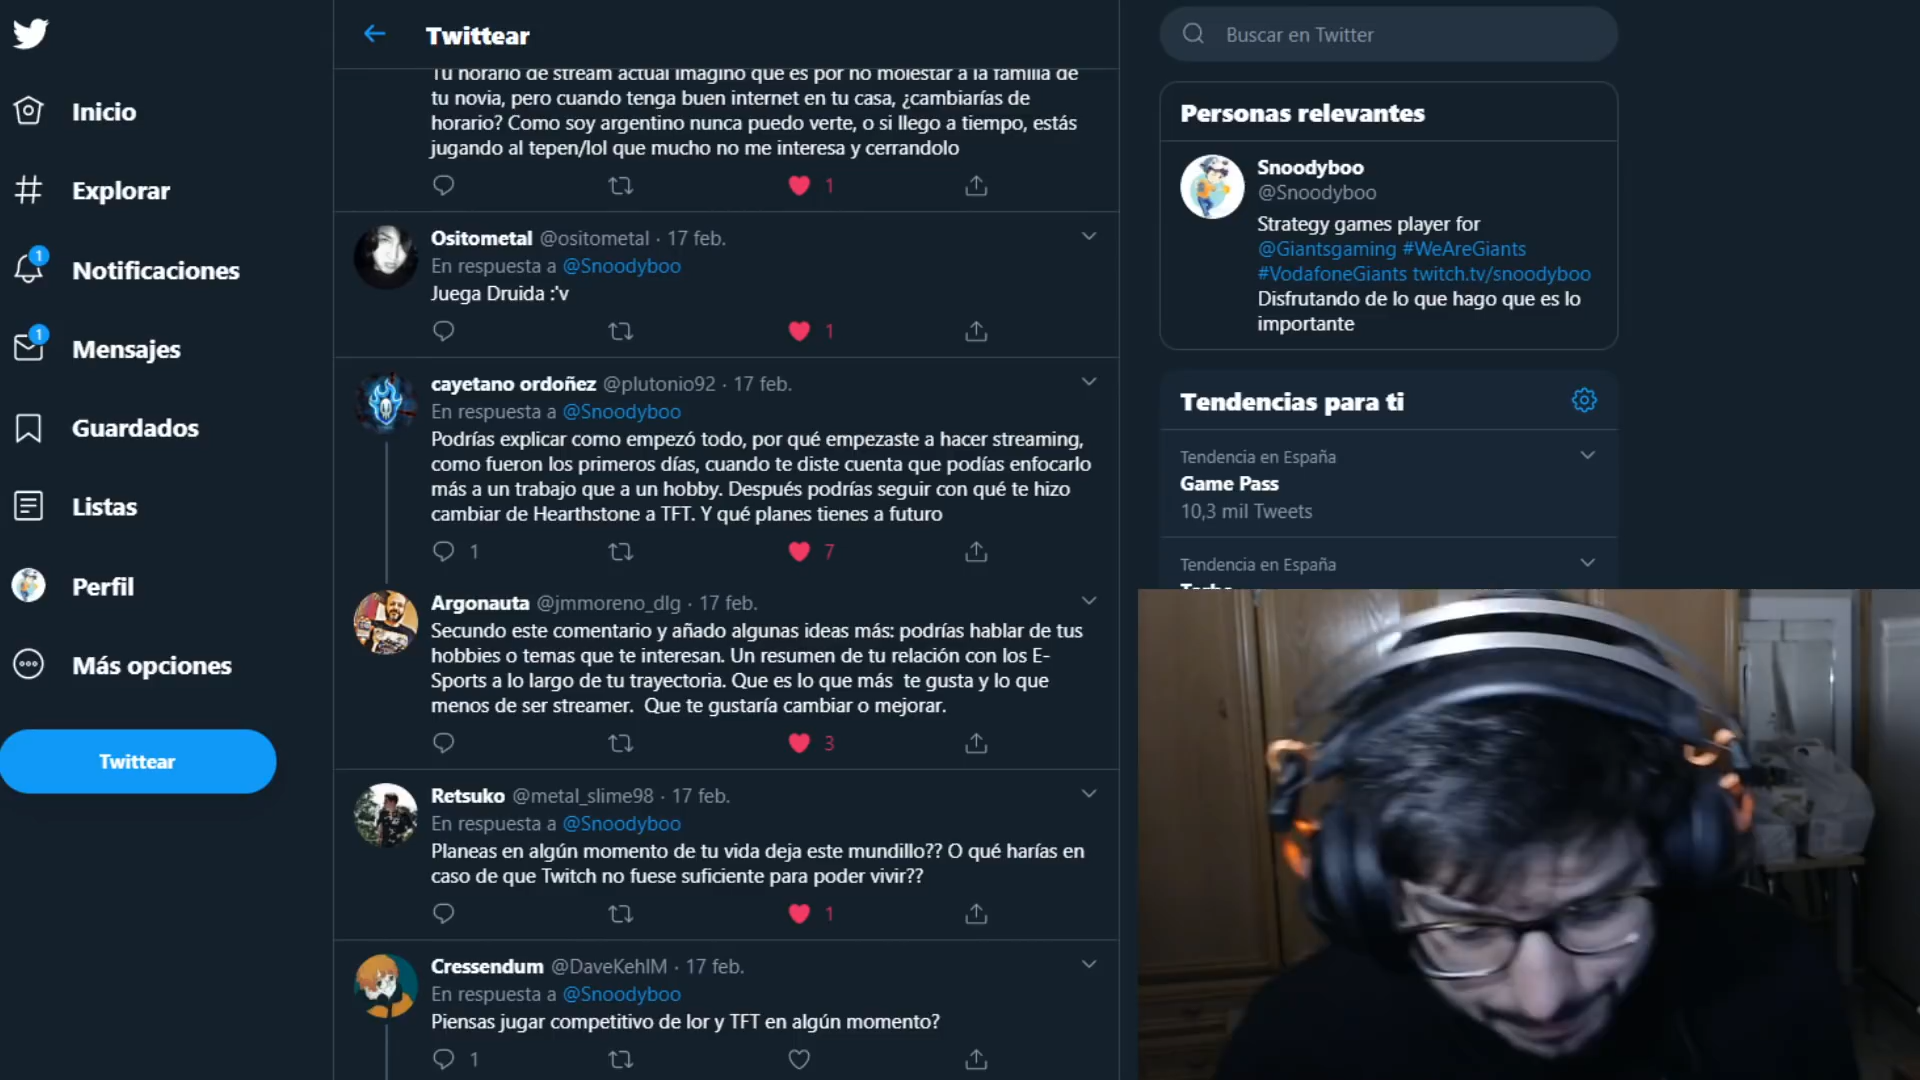 Inicio
Explorar
1
Notificaciones
1
Mensajes
Guardados
Listas
Perfil
Más opciones
Twittear
Twittear
Tu horario de stream actual imagino que es por no molestar a la familia de
tu novia, pero cuando tenga buen internet en tu casa, ¿cambiarías de
horario? Como soy argentino nunca puedo verte, o si llego a tiempo, estás
jugando al tepen/lol que mucho no me interesa y cerrandolo
1
Ositometal @ositometal · 17 feb.
En respuesta a @Snoodyboo
Juega Druida :'v
1
cayetano ordoñez @plutonio92 · 17 feb.
En respuesta a @Snoodyboo
Podrías explicar como empezó todo, por qué empezaste a hacer streaming,
como fueron los primeros días, cuando te diste cuenta que podías enfocarlo
más a un trabajo que a un hobby. Después podrías seguir con qué te hizo
cambiar de Hearthstone a TFT. Y qué planes tienes a futuro
1 7
Argonauta @jmmoreno_dlg · 17 feb.
Secundo este comentario y añado algunas ideas más: podrías hablar de tus
hobbies o temas que te interesan. Un resumen de tu relación con los E-
Sports a lo largo de tu trayectoria. Que es lo que más  te gusta y lo que
menos de ser streamer.  Que te gustaría cambiar o mejorar.
3
Retsuko @metal_slime98 · 17 feb.
En respuesta a @Snoodyboo
Planeas en algún momento de tu vida deja este mundillo?? O qué harías en
caso de que Twitch no fuese suficiente para poder vivir??
1
Cressendum @DaveKehlM · 17 feb.
En respuesta a @Snoodyboo
Piensas jugar competitivo de lor y TFT en algún momento?
1
Buscar en Twitter
Personas relevantes
Snoodyboo
@Snoodyboo
Strategy games player for
@Giantsgaming #WeAreGiants
#VodafoneGiants twitch.tv/snoodyboo
Disfrutando de lo que hago que es lo
importante
Tendencias para ti
Tendencia en España
Game Pass
10,3 mil Tweets
Tendencia en España